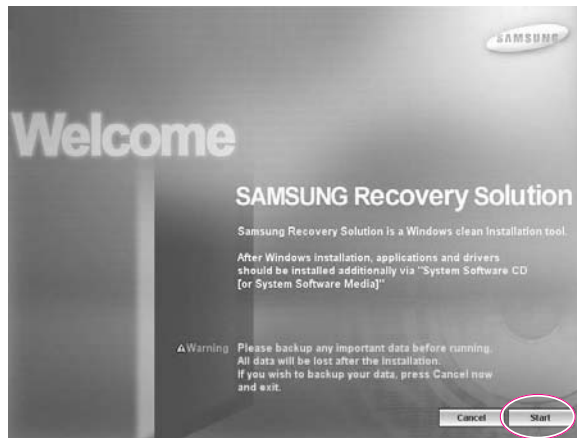 SAMSUNG
Welcome
SAMSUNG Recovery Solution
Samsung Recovery Solution is a Windows clean Installation tool.
After Windows installation, applications and drivers
should be installed additionally via "System Software CD
[or System Software Media]"
⚠Warning Please backup any important data before running.
All data will be lost after the installation.
If you wish to backup your data, press Cancel now
and exit.
Cancel Start